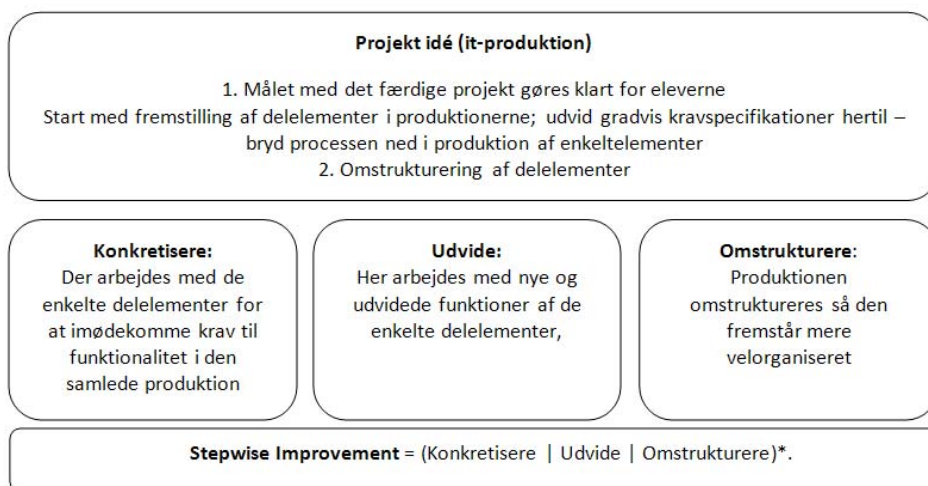 Projekt idé (it-produktion)
1. Målet med det færdige projekt gøres klart for eleverne
Start med fremstilling af delelementer i produktionerne; udvid gradvis kravspecifikationer hertil –
bryd processen ned i produktion af enkeltelementer
2. Omstrukturering af delelementer
Konkretisere:
Der arbejdes med de
enkelte delelementer for
at imødekomme krav til
funktionalitet i den
samlede produktion
Udvide:
Her arbejdes med nye og
udvidede funktioner af de
enkelte delelementer,
Omstrukturere:
Produktionen
omstruktureres så den
fremstår mere
velorganiseret
Stepwise Improvement = (Konkretisere | Udvide | Omstrukturere)*.